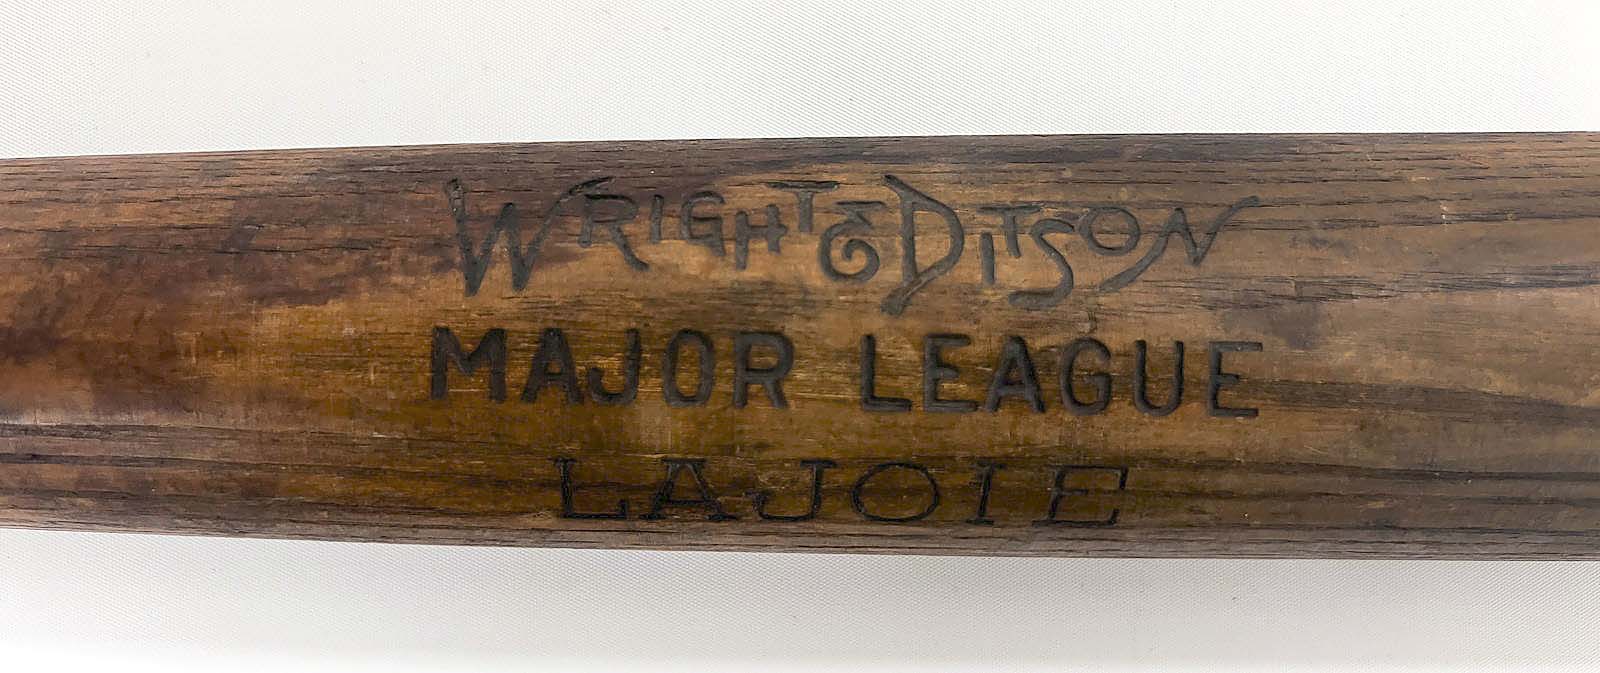 WRIGHT & DITSON
MAJOR LEAGUE
LAJOIE